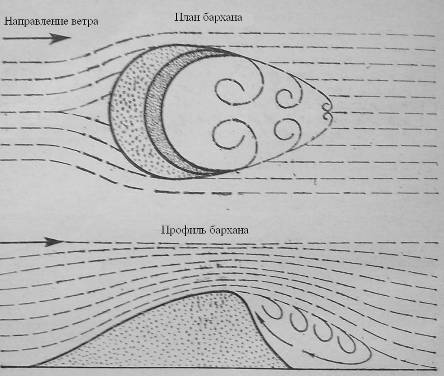 План бархана
Направление ветра
Профиль бархана